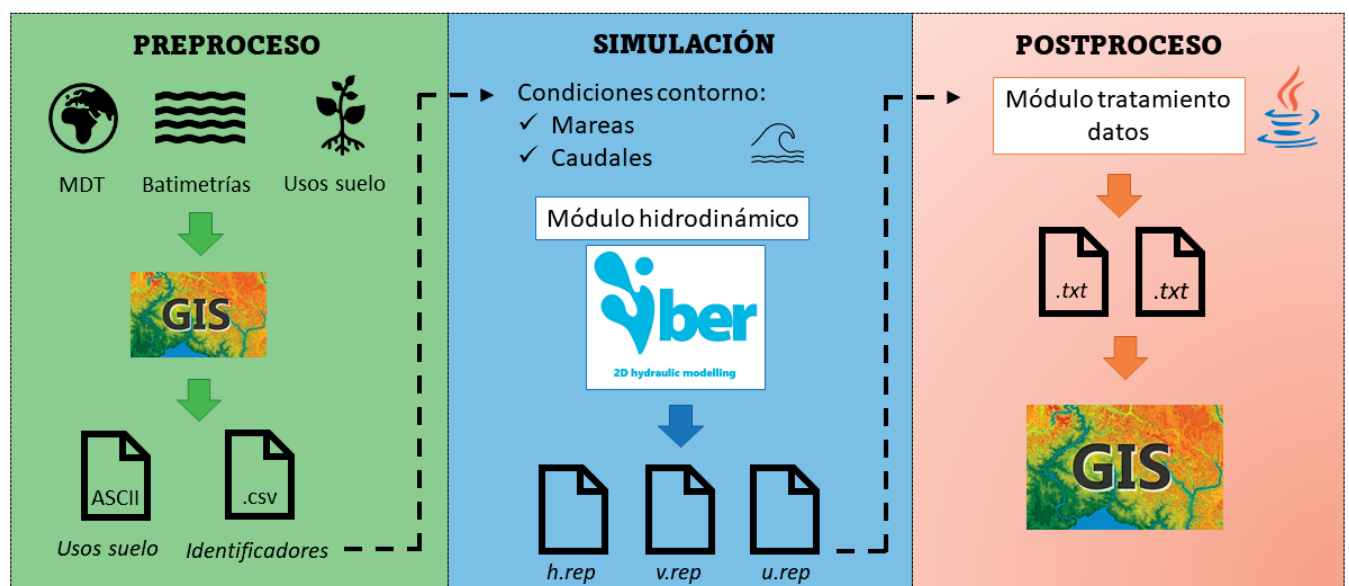 PREPROCESO
MDT
Batimetrías
Usos suelo
GIS
ASCII
.csv
Usos suelo
Identificadores
SIMULACIÓN
Condiciones contorno:
✓ Mareas
✓ Caudales
Módulo hidrodinámico
iber
2D hydraulic modelling
h.rep
v.rep
u.rep
POSTPROCESO
Módulo tratamiento
datos
.txt
.txt
GIS